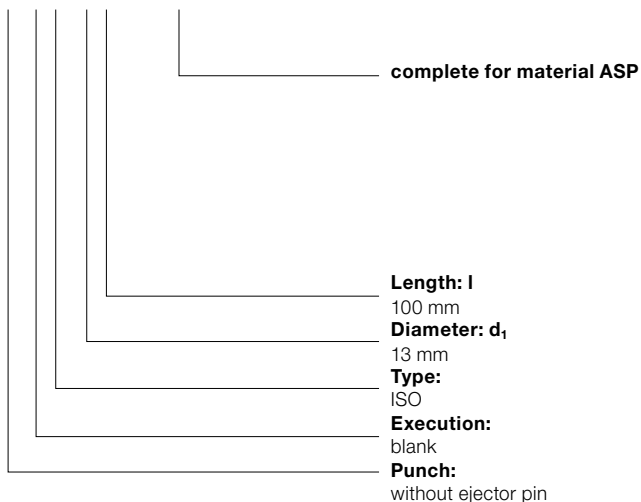 complete for material ASP
Length: l
100 mm
Diameter: d₁
13 mm
Type:
ISO
Execution:
blank
Punch:
without ejector pin